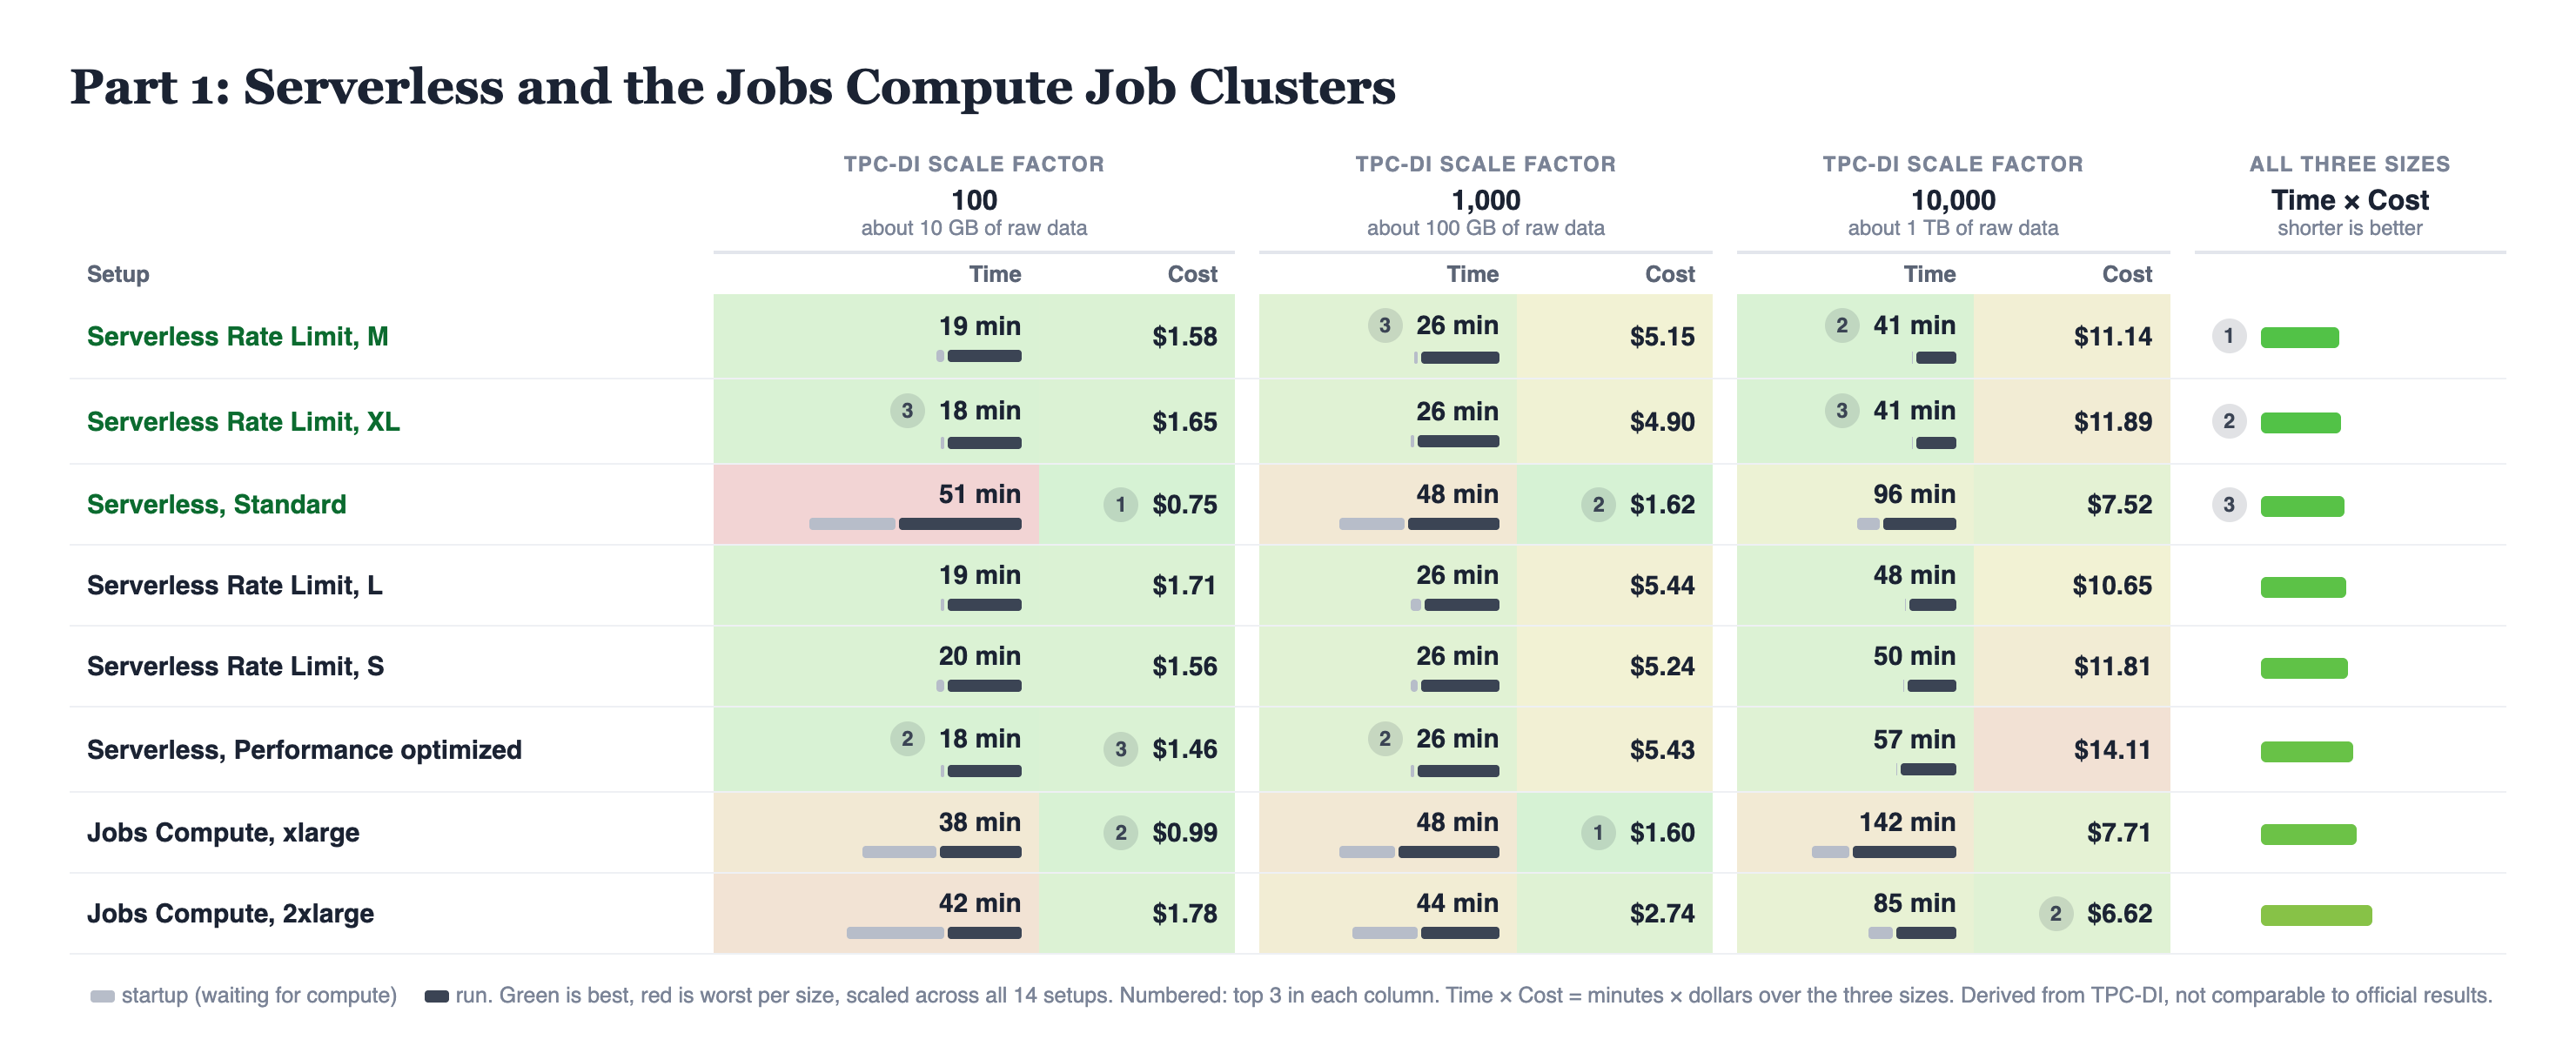 Part 1: Serverless and the Jobs Compute Job Clusters
TPC-DI SCALE FACTOR TPC-DI SCALE FACTOR TPC-DI SCALE FACTOR ALL THREE SIZES
100 1,000 10,000 Time × Cost
about 10 GB of raw data about 100 GB of raw data about 1 TB of raw data shorter is better
Setup Time Cost Time Cost Time Cost
Serverless Rate Limit, M 19 min $1.58 3 26 min $5.15 2 41 min $11.14 1
Serverless Rate Limit, XL 3 18 min $1.65 26 min $4.90 3 41 min $11.89 2
Serverless, Standard 51 min 1 $0.75 48 min 2 $1.62 96 min $7.52 3
Serverless Rate Limit, L 19 min $1.71 26 min $5.44 48 min $10.65
Serverless Rate Limit, S 20 min $1.56 26 min $5.24 50 min $11.81
Serverless, Performance optimized 2 18 min 3 $1.46 2 26 min $5.43 57 min $14.11
Jobs Compute, xlarge 38 min 2 $0.99 48 min 1 $1.60 142 min $7.71
Jobs Compute, 2xlarge 42 min $1.78 44 min $2.74 85 min 2 $6.62
startup (waiting for compute) run. Green is best, red is worst per size, scaled across all 14 setups. Numbered: top 3 in each column. Time × Cost = minutes × dollars over the three sizes. Derived from TPC-DI, not comparable to official results.